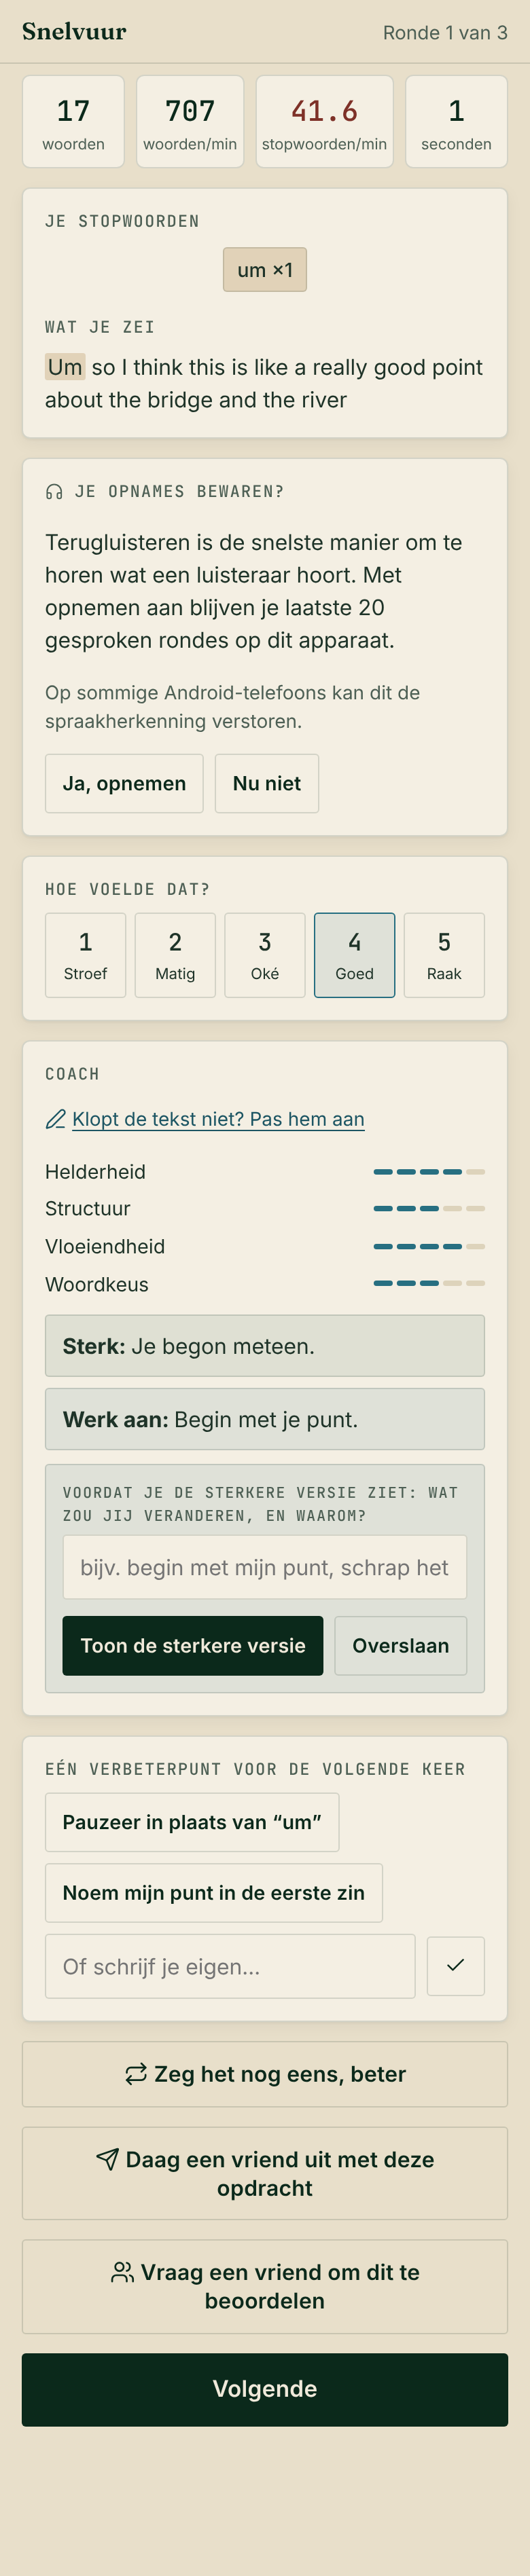 Snelvuur
Ronde 1 van 3
17
woorden
707
woorden/min
41.6
stopwoorden/min
1
seconden
JE STOPWOORDEN
um ×1
WAT JE ZEI
Um so I think this is like a really good point
about the bridge and the river
JE OPNAMES BEWAREN?
Terugluisteren is de snelste manier om te
horen wat een luisteraar hoort. Met
opnemen aan blijven je laatste 20
gesproken rondes op dit apparaat.
Op sommige Android-telefoons kan dit de
spraakherkenning verstoren.
Ja, opnemen
Nu niet
HOE VOELDE DAT?
1
Stroef
2
Matig
3
Oké
4
Goed
5
Raak
COACH
Klopt de tekst niet? Pas hem aan
Helderheid
Structuur
Vloeiendheid
Woordkeus
Sterk: Je begon meteen.
Werk aan: Begin met je punt.
VOORDAT JE DE STERKERE VERSIE ZIET: WAT
ZOU JIJ VERANDEREN, EN WAAROM?
bijv. begin met mijn punt, schrap het
Toon de sterkere versie
Overslaan
EÉN VERBETERPUNT VOOR DE VOLGENDE KEER
Pauzeer in plaats van “um”
Noem mijn punt in de eerste zin
Of schrijf je eigen...
Zeg het nog eens, beter
Daag een vriend uit met deze
opdracht
Vraag een vriend om dit te
beoordelen
Volgende